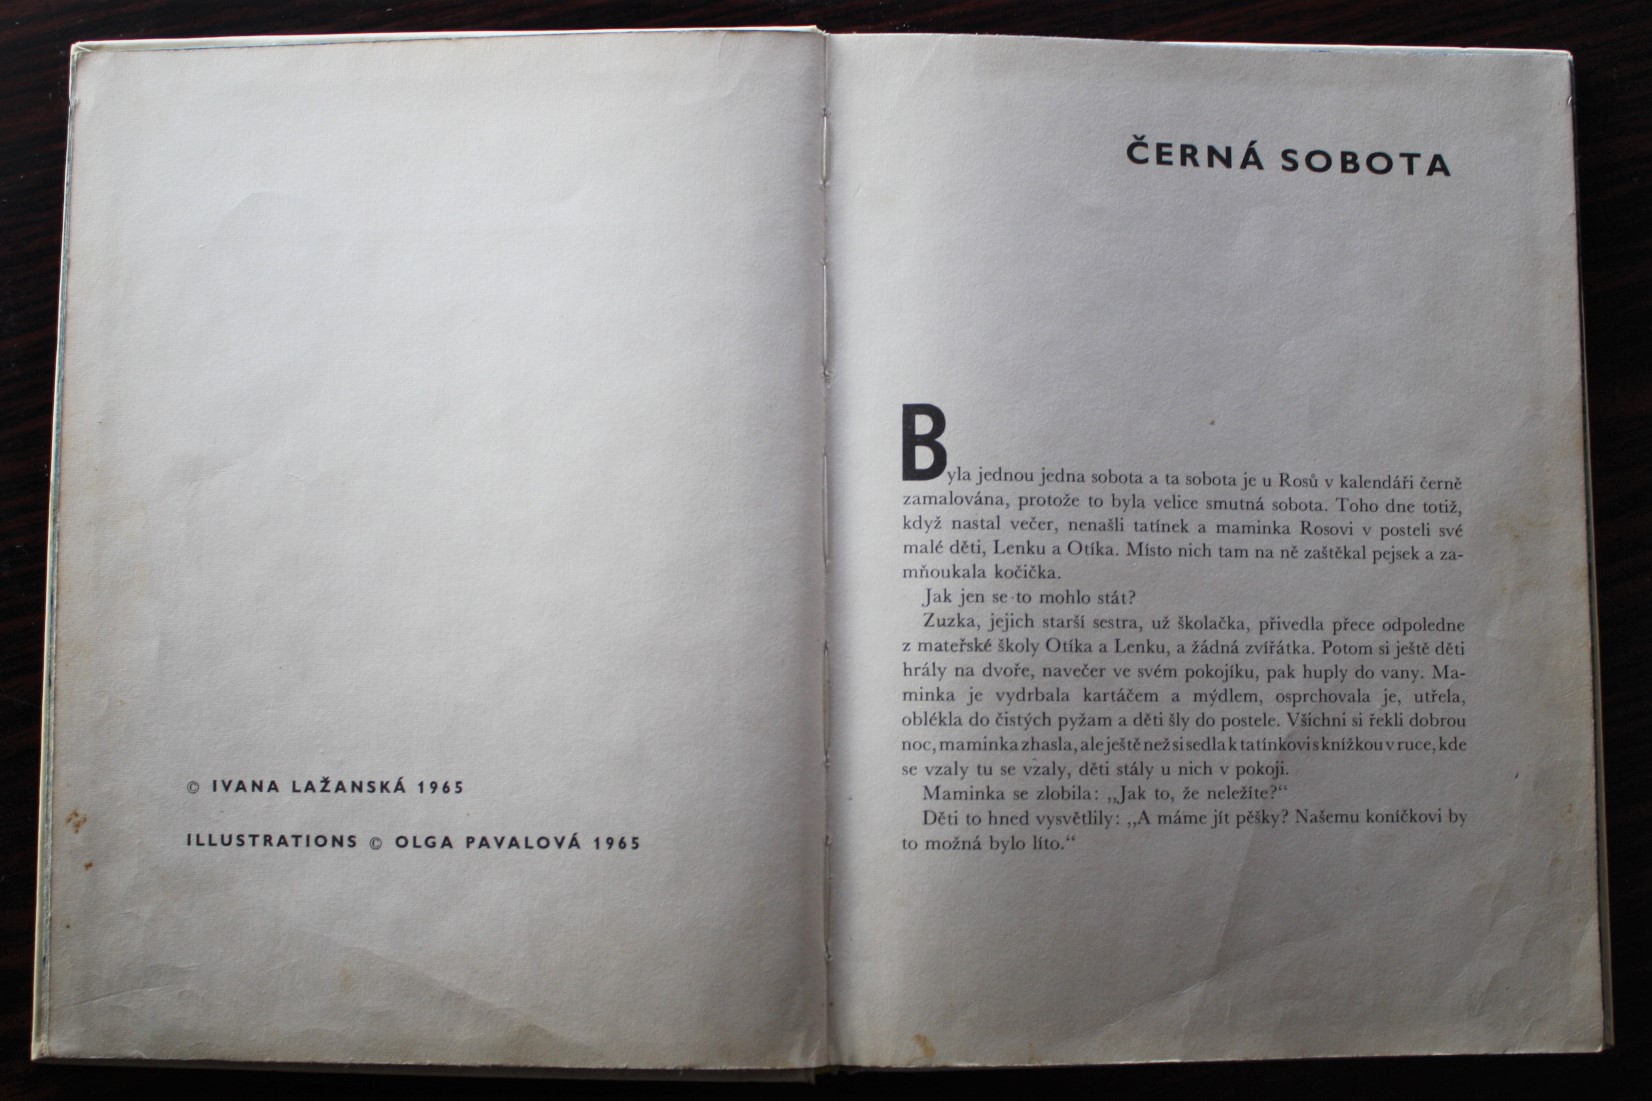 © IVANA LAŽANSKÁ 1965
ILLUSTRATIONS © OLGA PAVALOVÁ 1965
ČERNÁ SOBOTA
Byla jednou jedna sobota a ta sobota je u Rosů v kalendáři černě
zamalována, protože to byla velice smutná sobota. Toho dne totiž,
když nastal večer, nenašli tatínek a maminka Rosovi v posteli své
malé děti, Lenku a Otíka. Místo nich tam na ně zaštěkal pejsek a za-
mňoukala kočička.
Jak jen se to mohlo stát?
Zuzka, jejich starší sestra, už školačka, přivedla přece odpoledne
z mateřské školy Otíka a Lenku, a žádná zvířátka. Potom si ještě děti
hrály na dvoře, navečer ve svém pokojíku, pak huply do vany. Ma-
minka je vydrbala kartáčem a mýdlem, osprchovala je, utřela,
oblékla do čistých pyžam a děti šly do postele. Všichni si řekli dobrou
noc, maminka zhasla, ale ještě než si sedla k tatínkovi s knížkou v ruce, kde
se vzaly tu se vzaly, děti stály u nich v pokoji.
Maminka se zlobila: „Jak to, že neležíte?“
Děti to hned vysvětlily: „A máme jít pěšky? Našemu koníčkovi by
to možná bylo líto.“